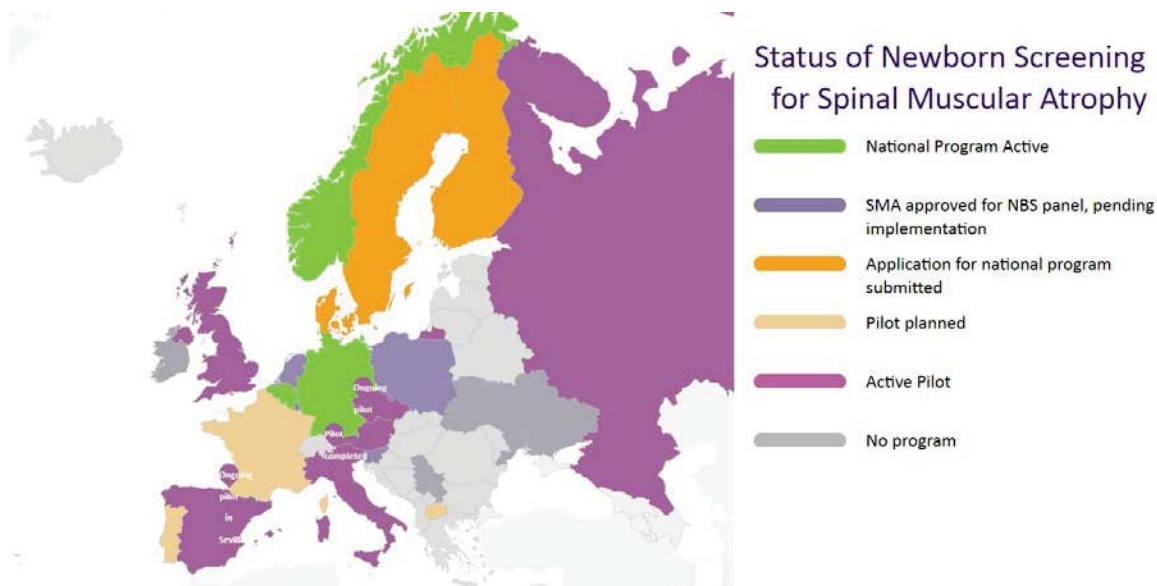 Status of Newborn Screening
for Spinal Muscular Atrophy
National Program Active
SMA approved for NBS panel, pending
implementation
Application for national program
submitted
Pilot planned
Active Pilot
No program
Ongoing
pilot
Pilot
completed
Ongoing
pilot
in
Sevill